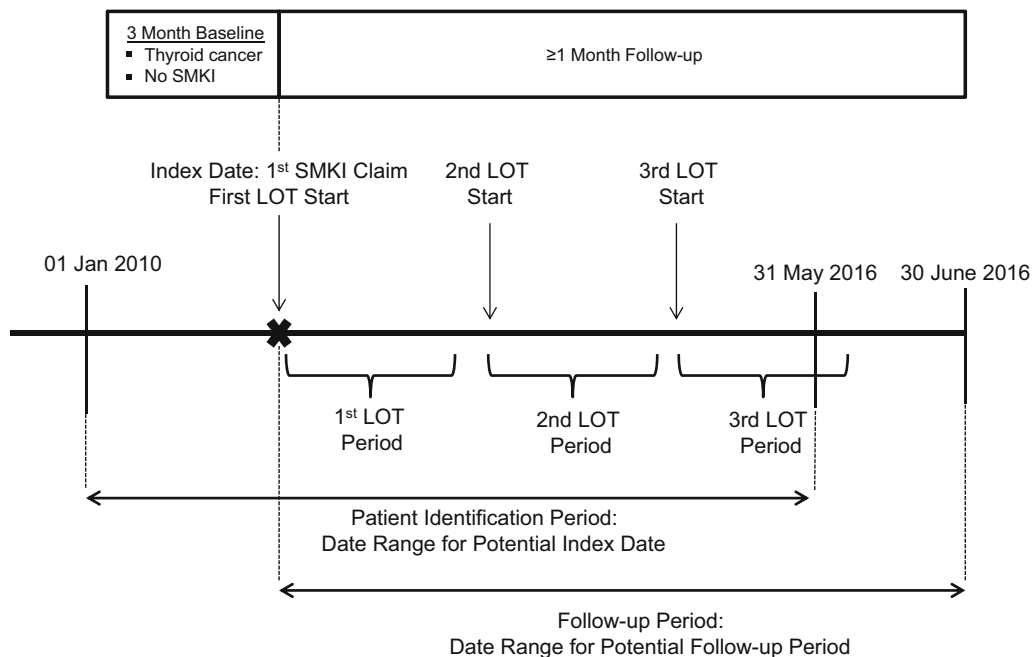 3 Month Baseline
▪ Thyroid cancer
▪ No SMKI
≥1 Month Follow-up
Index Date: 1st SMKI Claim
First LOT Start
2nd LOT
Start
3rd LOT
Start
01 Jan 2010
31 May 2016
30 June 2016
1st LOT
Period
2nd LOT
Period
3rd LOT
Period
Patient Identification Period:
Date Range for Potential Index Date
Follow-up Period:
Date Range for Potential Follow-up Period